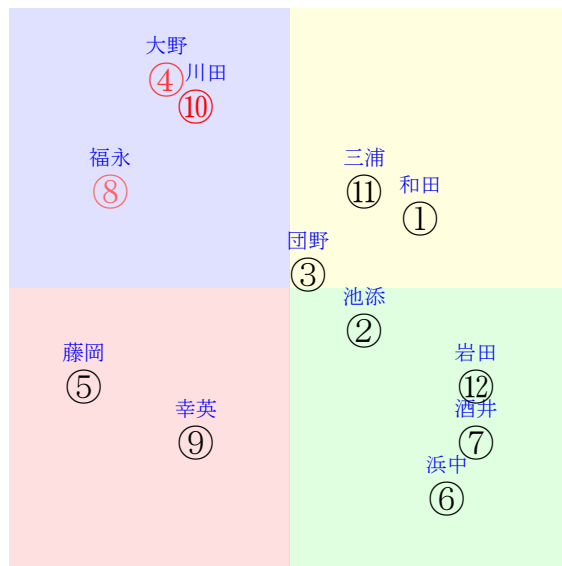 大野
④
川田
⑩
福永
⑧
三浦
⑪
和田
①
団野
③
池添
②
藤岡
⑤
岩田
⑫
幸英
⑨
酒井
⑦
浜中
⑥